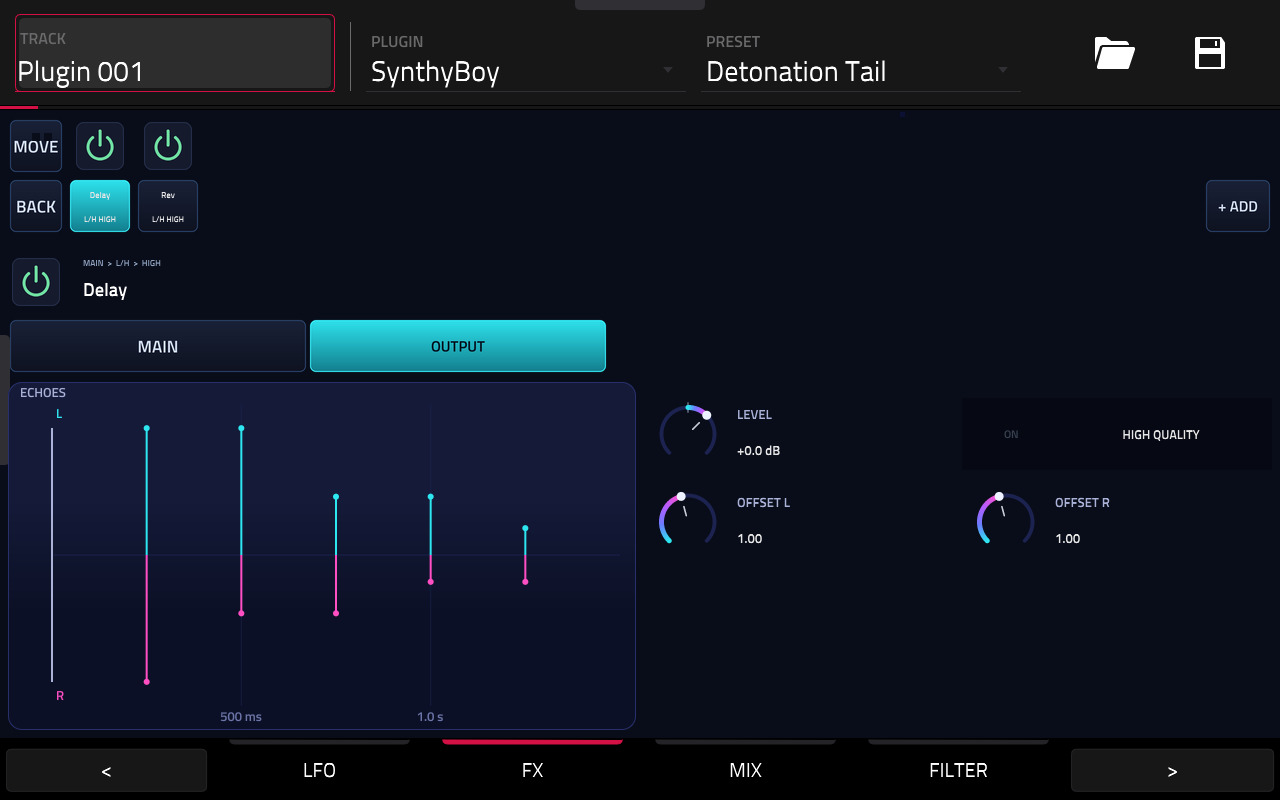 TRACK
Plugin 001
PLUGIN
SynthyBoy
PRESET
Detonation Tail
MOVE
BACK
Delay
L/H HIGH
Rev
L/H HIGH
+ ADD
MAIN > L/H > HIGH
Delay
MAIN
OUTPUT
ECHOES
L
R
500 ms
1.0 s
LEVEL
+0.0 dB
ON
HIGH QUALITY
OFFSET L
1.00
OFFSET R
1.00
<
LFO
FX
MIX
FILTER
>